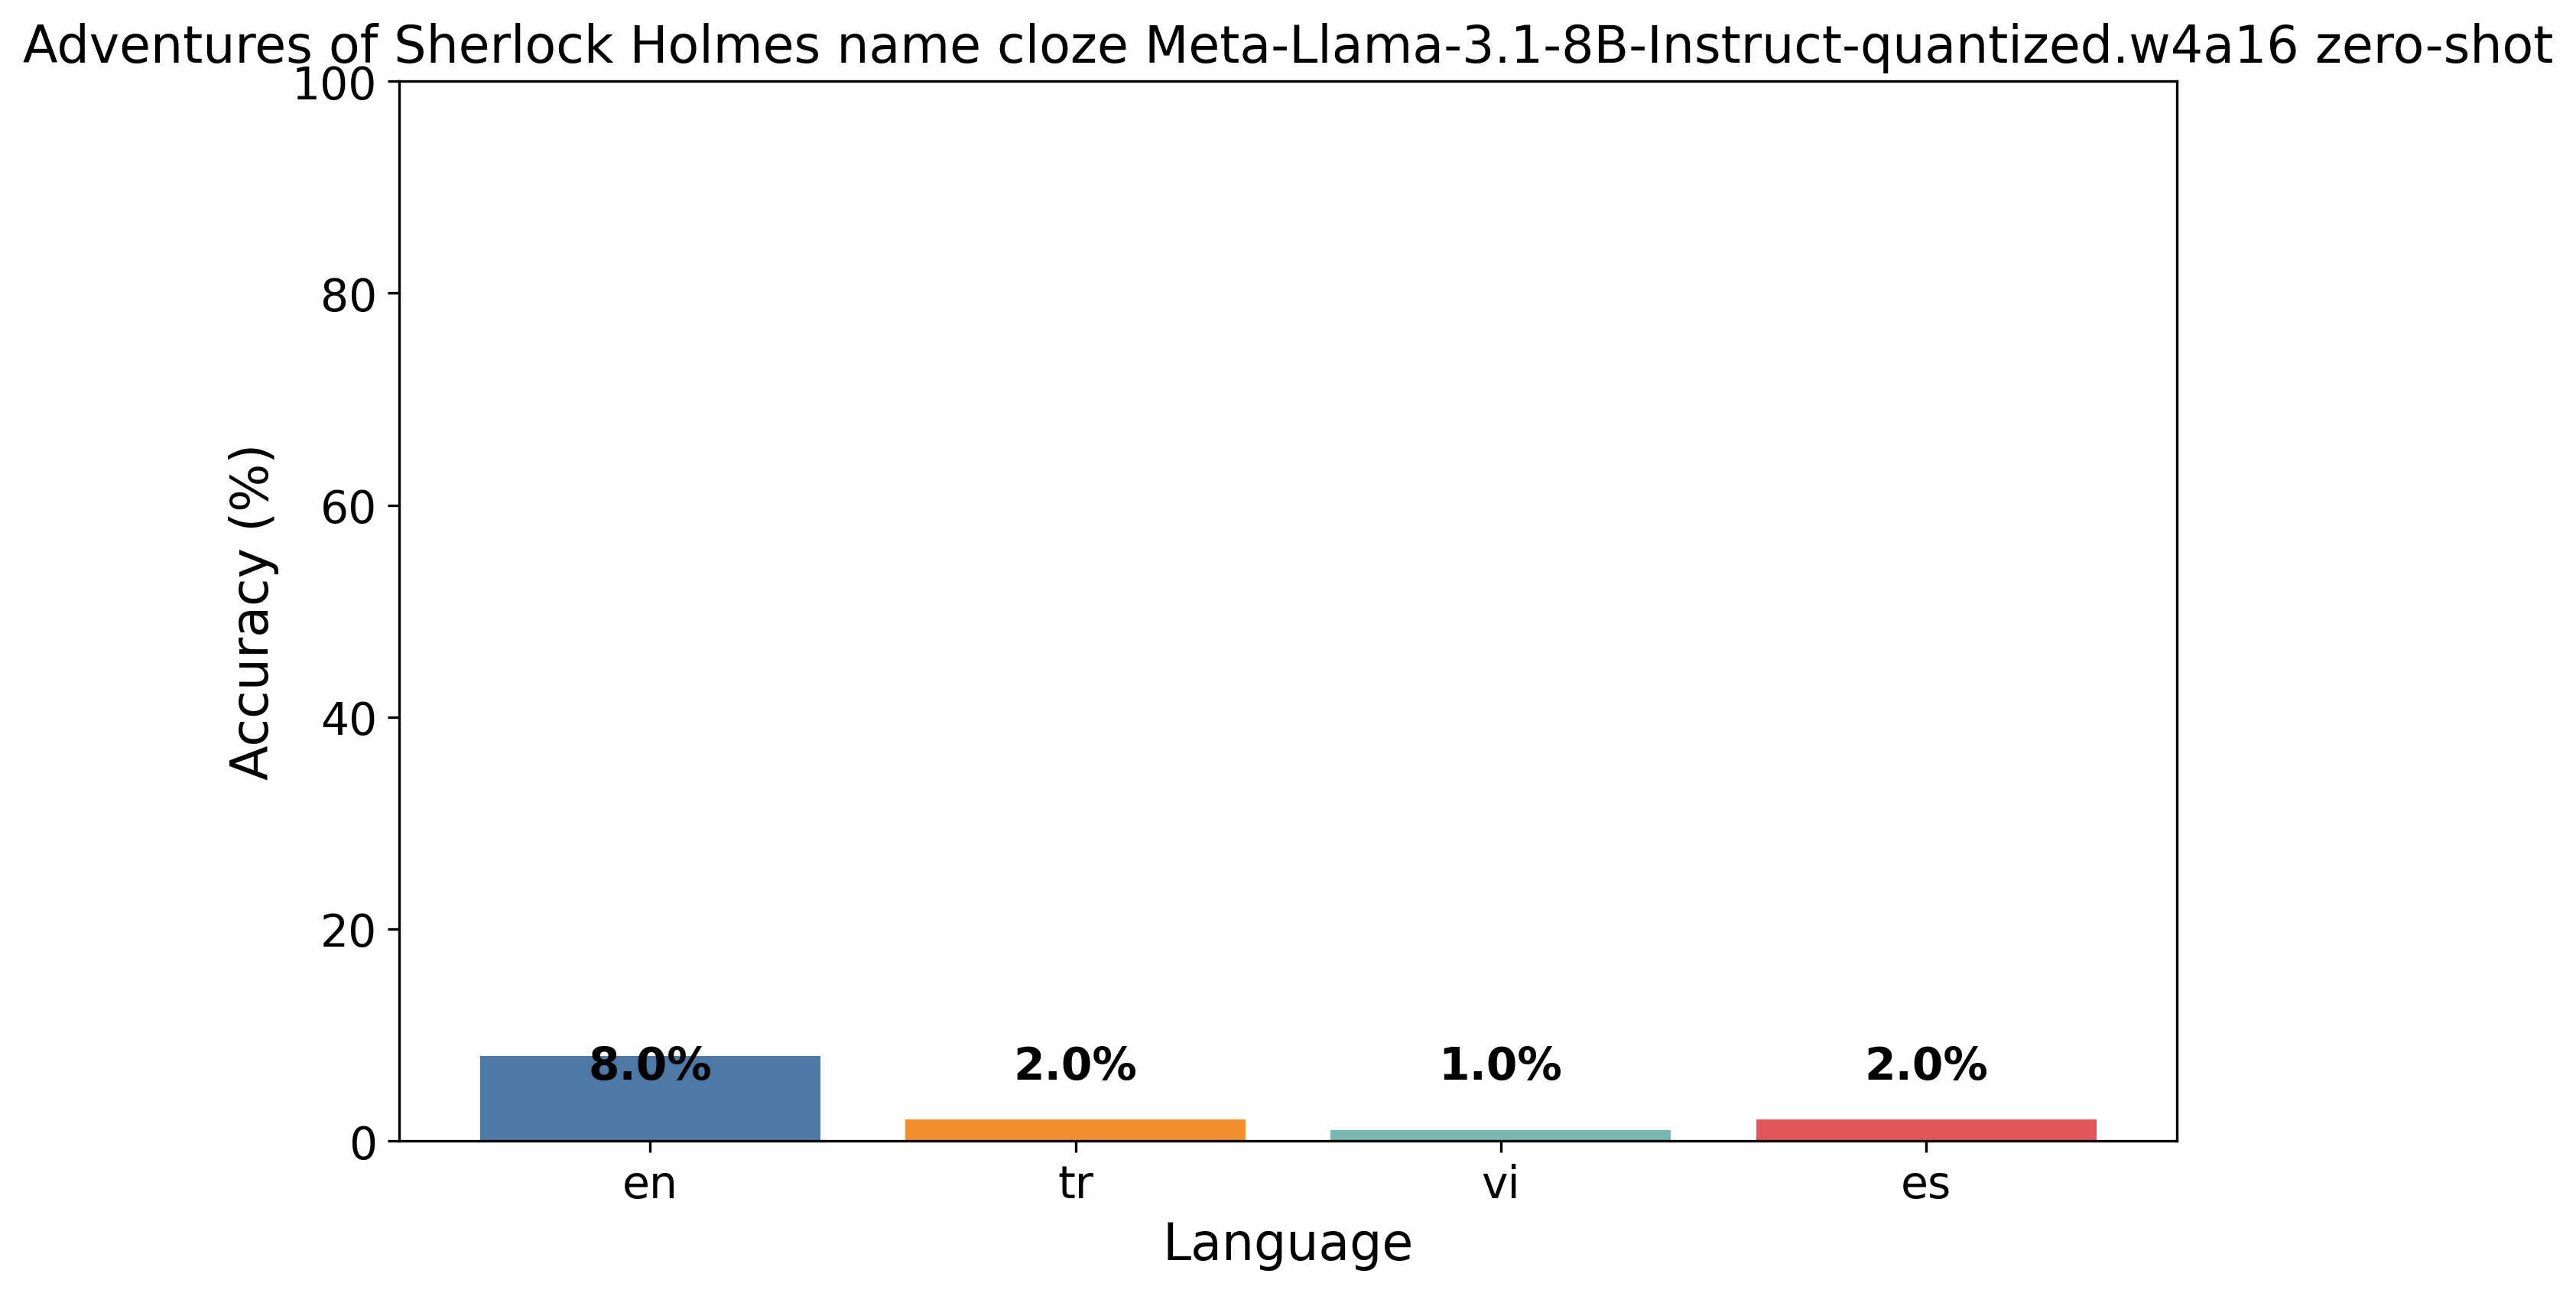 Adventures of Sherlock Holmes name cloze Meta-Llama-3.1-8B-Instruct-quantized.w4a16 zero-shot
100
80
60
40
20
0
Accuracy (%)
8.0%
2.0%
1.0%
2.0%
en
tr
vi
es
Language